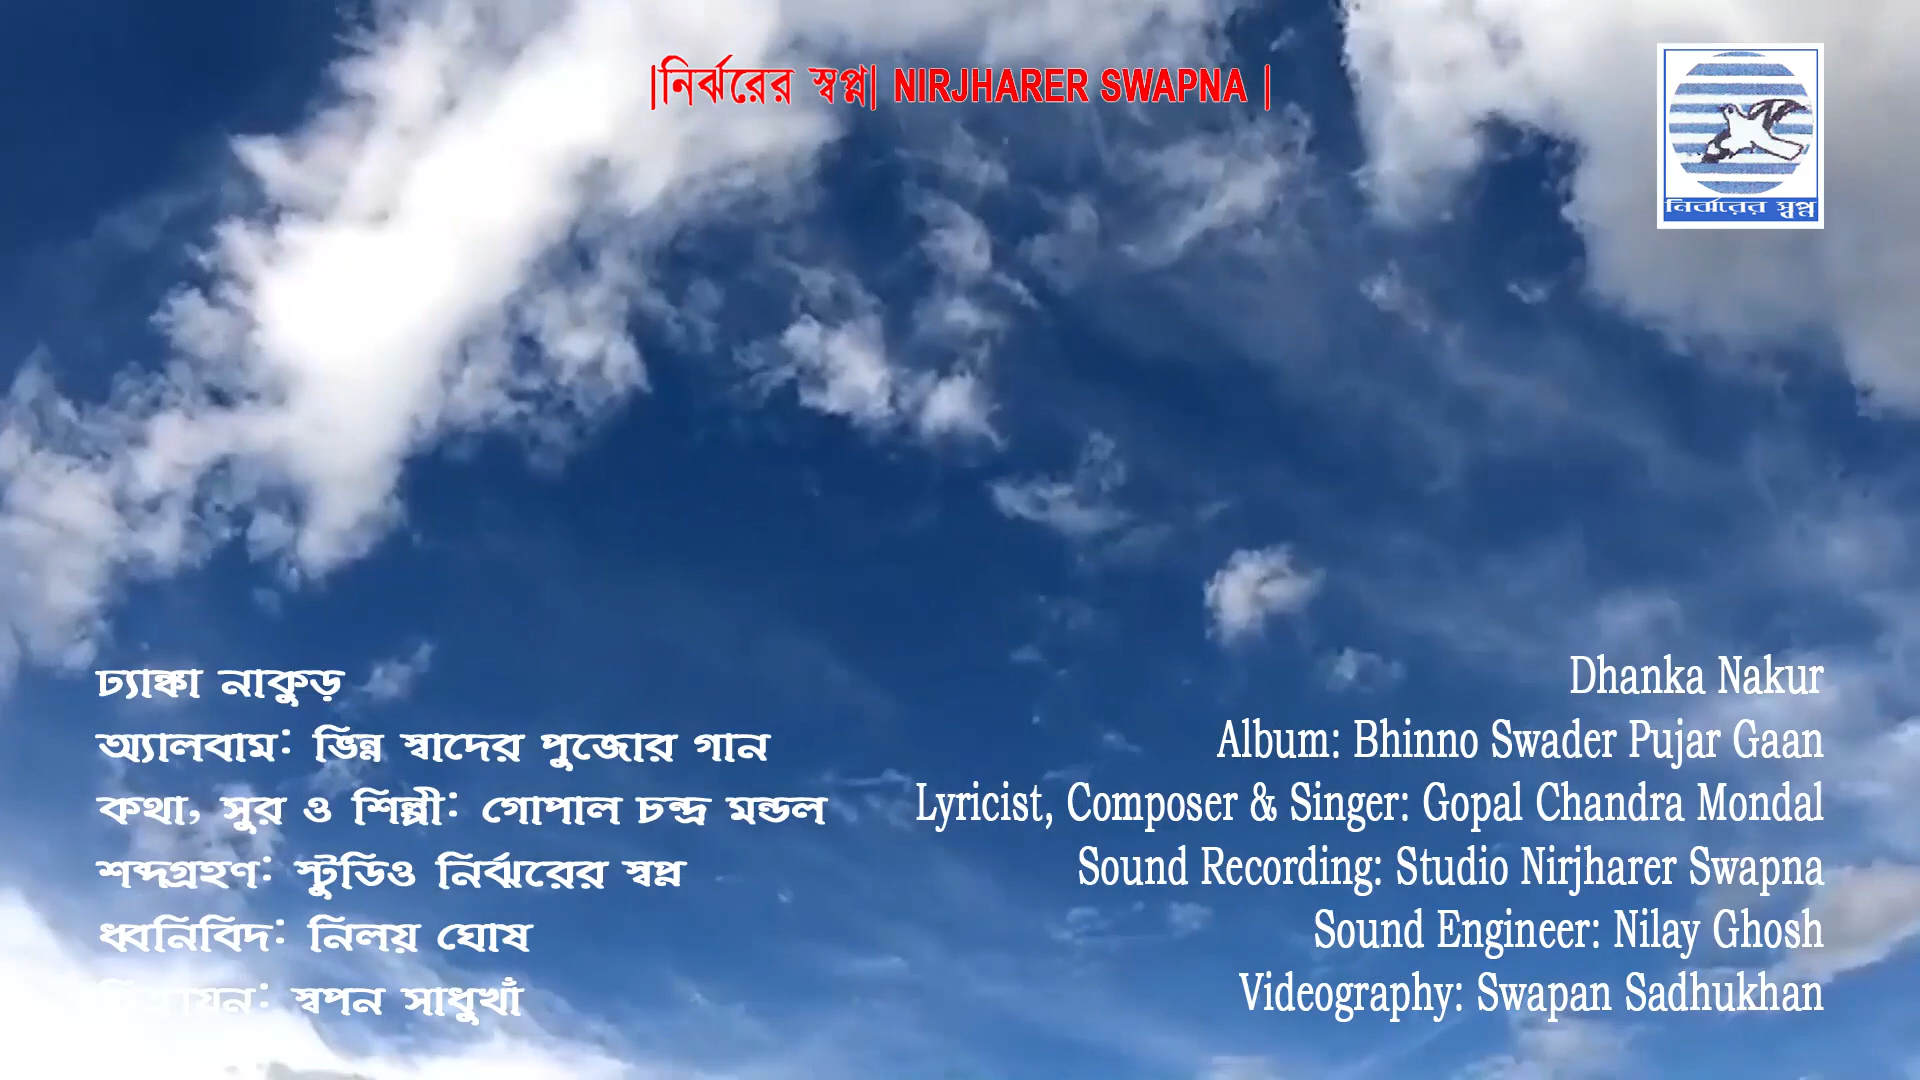 |নির্ঝরের স্বপ্ন| NIRJHARER SWAPNA |
নির্ঝরের স্বপ্ন
ঢ্যাঙ্কা নাকুড়
অ্যালবাম: ভিন্ন স্বাদের পুজোর গান
কথা, সুর ও শিল্পী: গোপাল চন্দ্র মন্ডল
শব্দগ্রহণ: স্টুডিও নির্ঝরের স্বপ্ন
ধ্বনিবিদ: নিলয় ঘোষ
চিত্রায়ন: স্বপন সাধুখাঁ
Dhanka Nakur
Album: Bhinno Swader Pujar Gaan
Lyricist, Composer & Singer: Gopal Chandra Mondal
Sound Recording: Studio Nirjharer Swapna
Sound Engineer: Nilay Ghosh
Videography: Swapan Sadhukhan